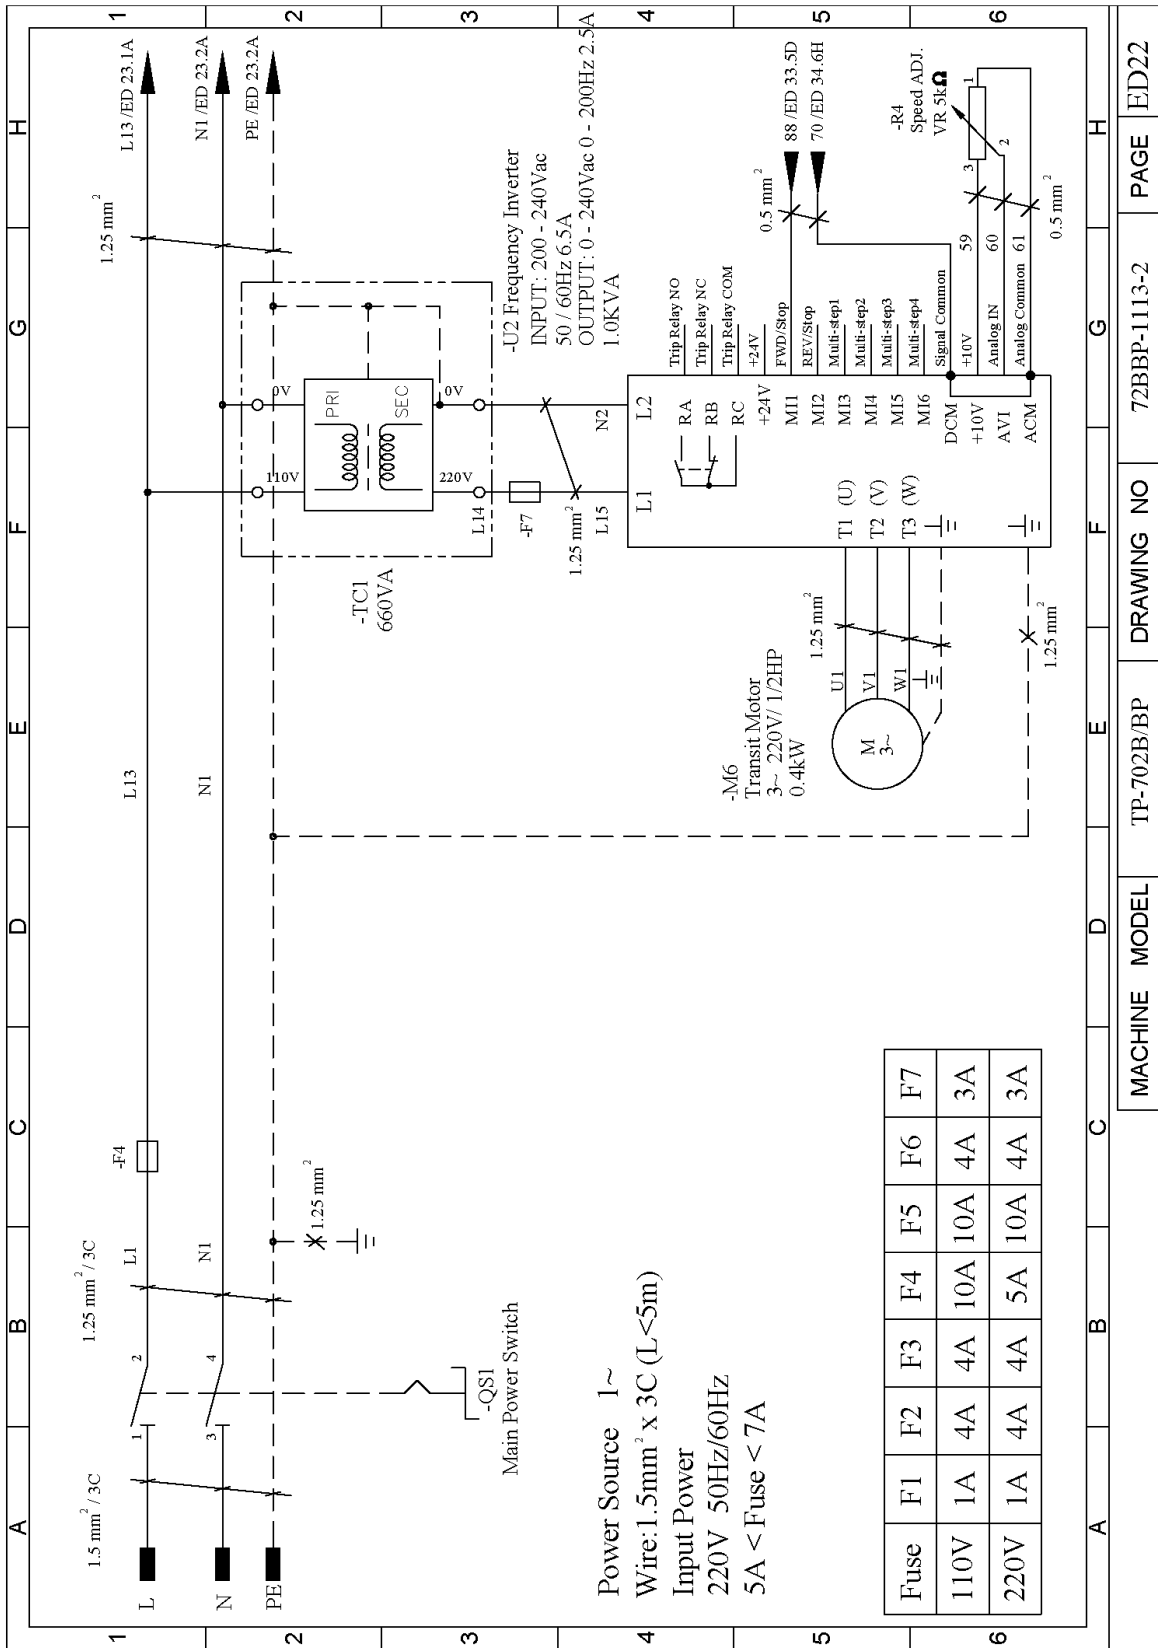 A B C D E F G H
1 2 3 4 5 6
L
N
PE
1.5 mm² / 3C
1 2
3 4
1.25 mm² / 3C
L1
N1
-F4
1.25 mm²
-QS1
Main Power Switch
L13
N1
1.25 mm²
L13 /ED 23.1A
N1 /ED 23.2A
PE /ED 23.2A
-TC1
660VA
110V 0V
PRI
SEC
220V 0V
L14
-F7
1.25 mm²
L15 N2
-U2 Frequency Inverter
INPUT: 200 - 240Vac
50 / 60Hz 6.5A
OUTPUT: 0 - 240Vac 0 - 200Hz 2.5A
1.0KVA
L1 L2
RA Trip Relay NO
RB Trip Relay NC
RC Trip Relay COM
+24V +24V
MI1 FWD/Stop
MI2 REV/Stop
MI3 Multi-step1
MI4 Multi-step2
MI5 Multi-step3
MI6 Multi-step4
DCM Signal Common
+10V +10V 59
AVI Analog IN 60
ACM Analog Common 61
0.5 mm²
88 /ED 33.5D
70 /ED 34.6H
-R4
Speed ADJ.
VR 5kΩ
3 1
2
0.5 mm²
T1 (U)
T2 (V)
T3 (W)
1.25 mm²
U1
V1
W1
M
3~
-M6
Transit Motor
3~ 220V/ 1/2HP
0.4kW
1.25 mm²
Power Source 1~
Wire:1.5mm² x 3C (L<5m)
Input Power
220V 50Hz/60Hz
5A < Fuse < 7A
Fuse F1 F2 F3 F4 F5 F6 F7
110V 1A 4A 4A 10A 10A 4A 3A
220V 1A 4A 4A 5A 10A 4A 3A
A B C D E F G H
1 2 3 4 5 6
MACHINE MODEL TP-702B/BP DRAWING NO 72BBP-1113-2 PAGE ED22